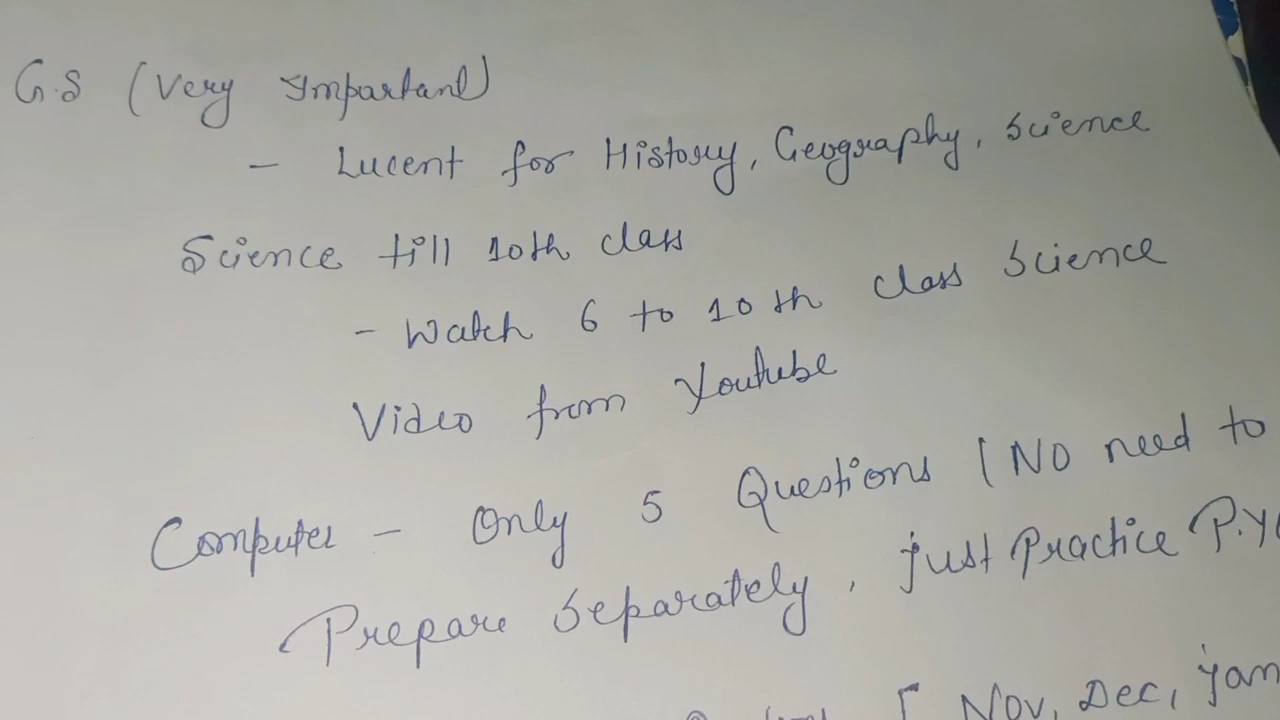 G.S (Very Important)
- Lucent for History, Geography, Science
Science till 10th class
- Watch 6 to 10th class Science
Video from Youtube
Computer - Only 5 Questions (No need to
Prepare Separately, just Practice P.Y
[ Nov, Dec, Jan